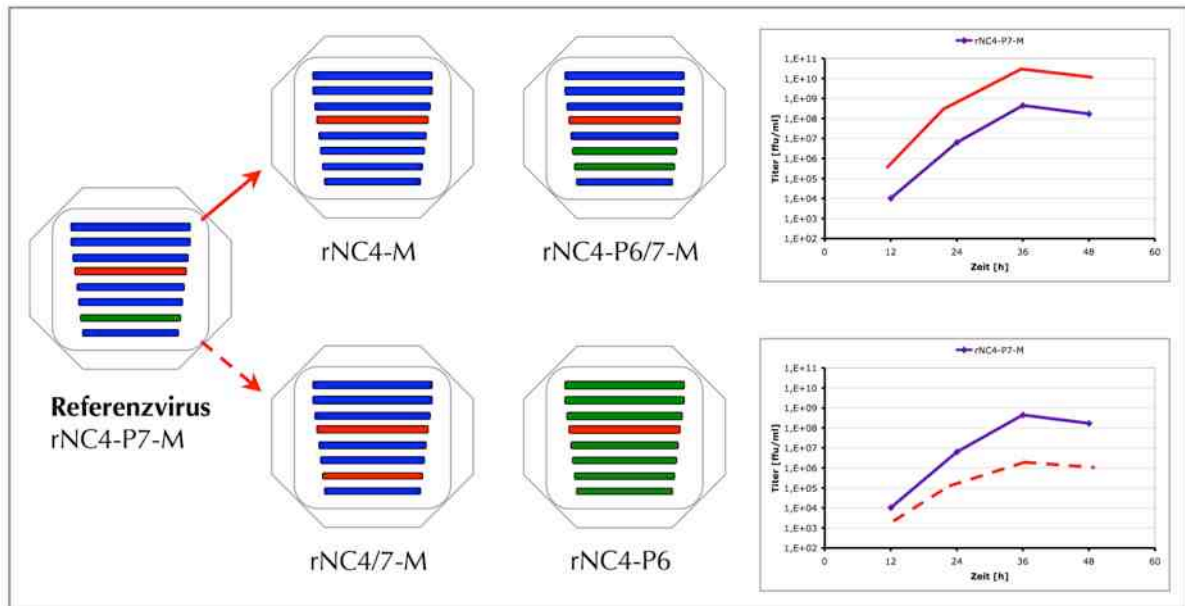 Referenzvirus
rNC4-P7-M
rNC4-M
rNC4-P6/7-M
rNC4/7-M
rNC4-P6
rNC4-P7-M
Titer [ffu/ml]
1,E+11
1,E+10
1,E+09
1,E+08
1,E+07
1,E+06
1,E+05
1,E+04
1,E+03
1,E+02
0 12 24 36 48 60
Zeit [h]
rNC4-P7-M
Titer [ffu/ml]
1,E+11
1,E+10
1,E+09
1,E+08
1,E+07
1,E+06
1,E+05
1,E+04
1,E+03
1,E+02
0 12 24 36 48 60
Zeit [h]